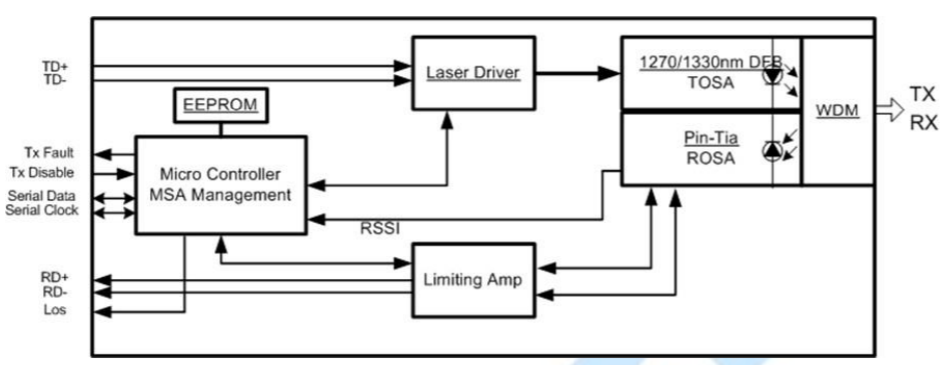 TD+
TD-
Laser Driver
1270/1330nm DFB
TOSA
WDM
TX
RX
EEPROM
Pin-Tia
ROSA
Tx Fault
Tx Disable
Serial Data
Serial Clock
Micro Controller
MSA Management
RSSI
Limiting Amp
RD+
RD-
Los